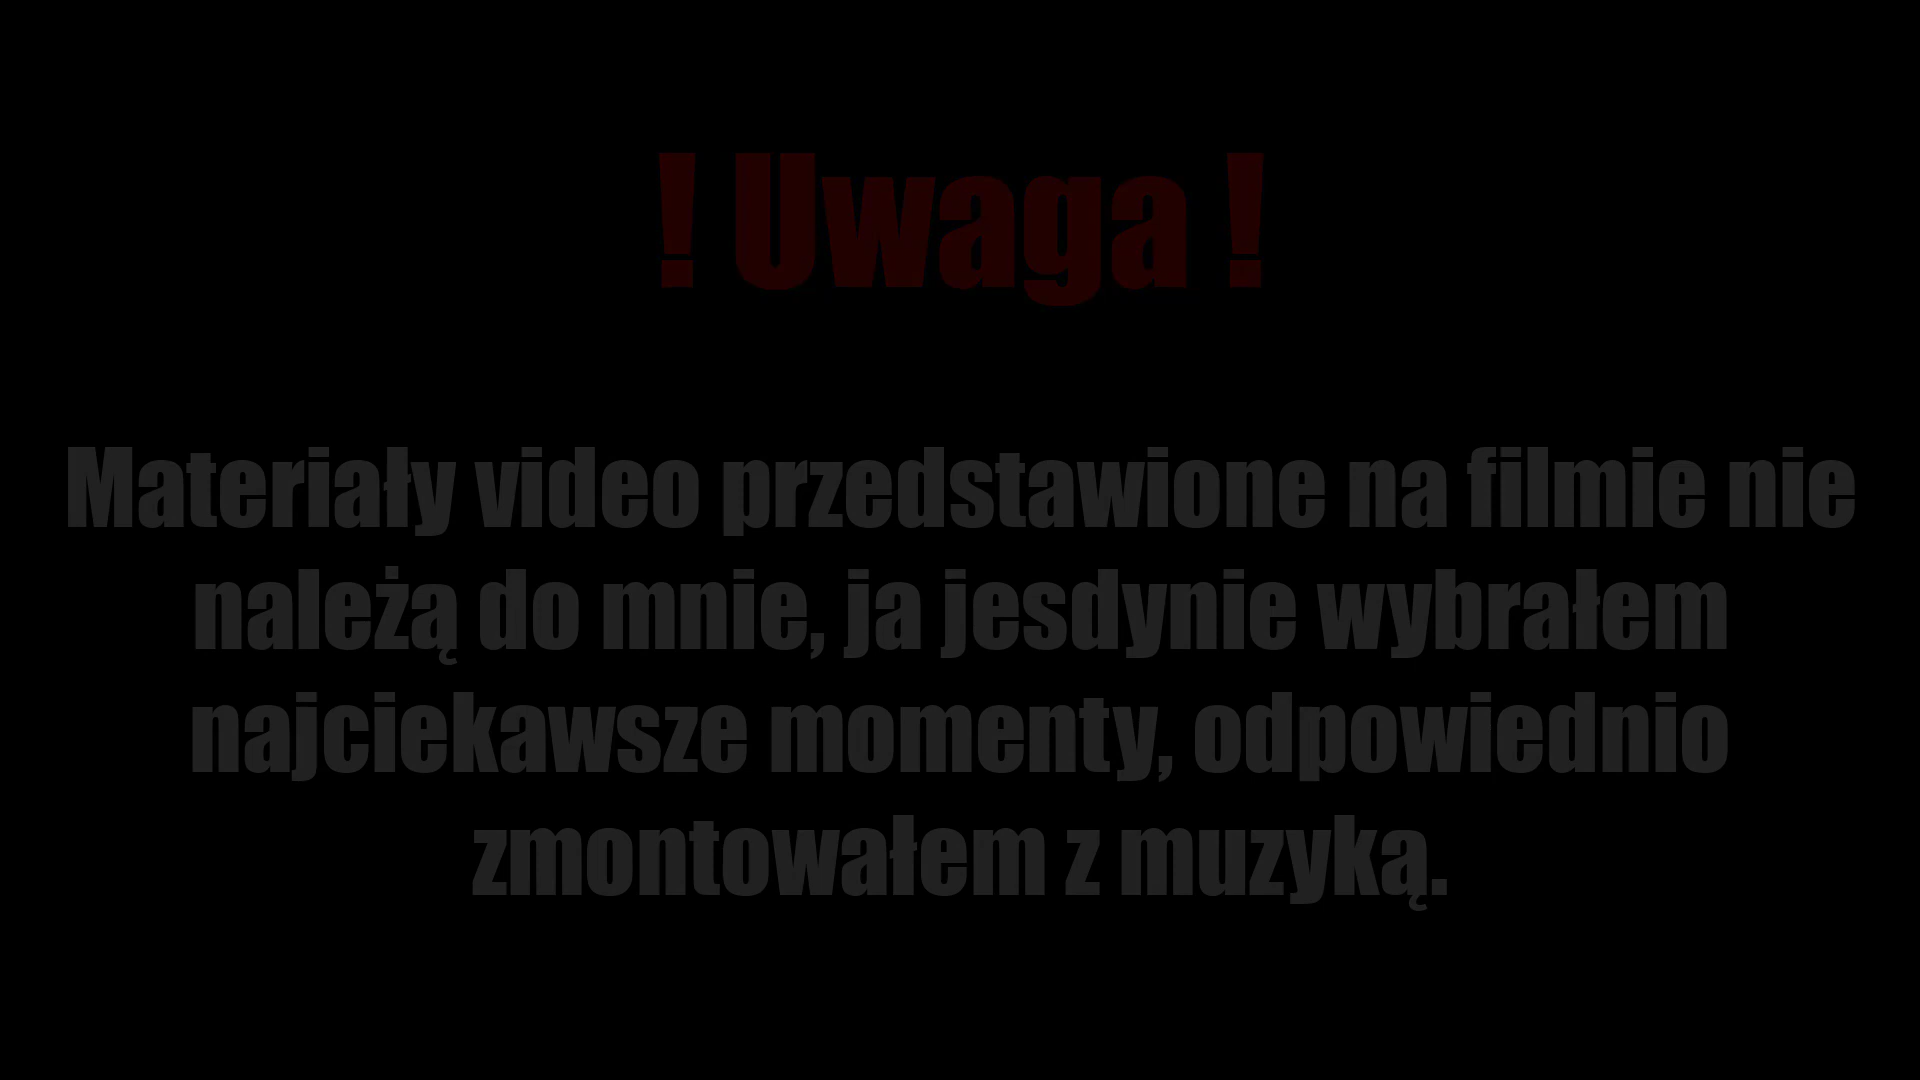 ! Uwaga !
Materiały video przedstawione na filmie nie
należą do mnie, ja jesdynie wybrałem
najciekawsze momenty, odpowiednio
zmontowałem z muzyką.